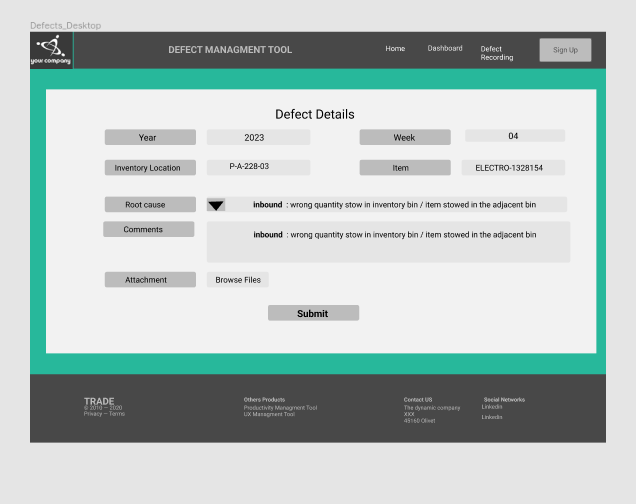 Defects_Desktop
your company
DEFECT MANAGMENT TOOL
Home
Dashboard
Defect
Recording
Sign Up
Defect Details
Year
2023
Week
04
Inventory Location
P-A-228-03
Item
ELECTRO-1328154
Root cause
inbound : wrong quantity stow in inventory bin / item stowed in the adjacent bin
Comments
inbound : wrong quantity stow in inventory bin / item stowed in the adjacent bin
Attachment
Browse Files
Submit
TRADE
© 2010 — 2020
Privacy – Terms
Others Products
Predectivity Managment Tool
UX Managment Tool
Contact US
The dynamic company
XXX
45160 Olivet
Social Networks
Linkedin
Linkedin